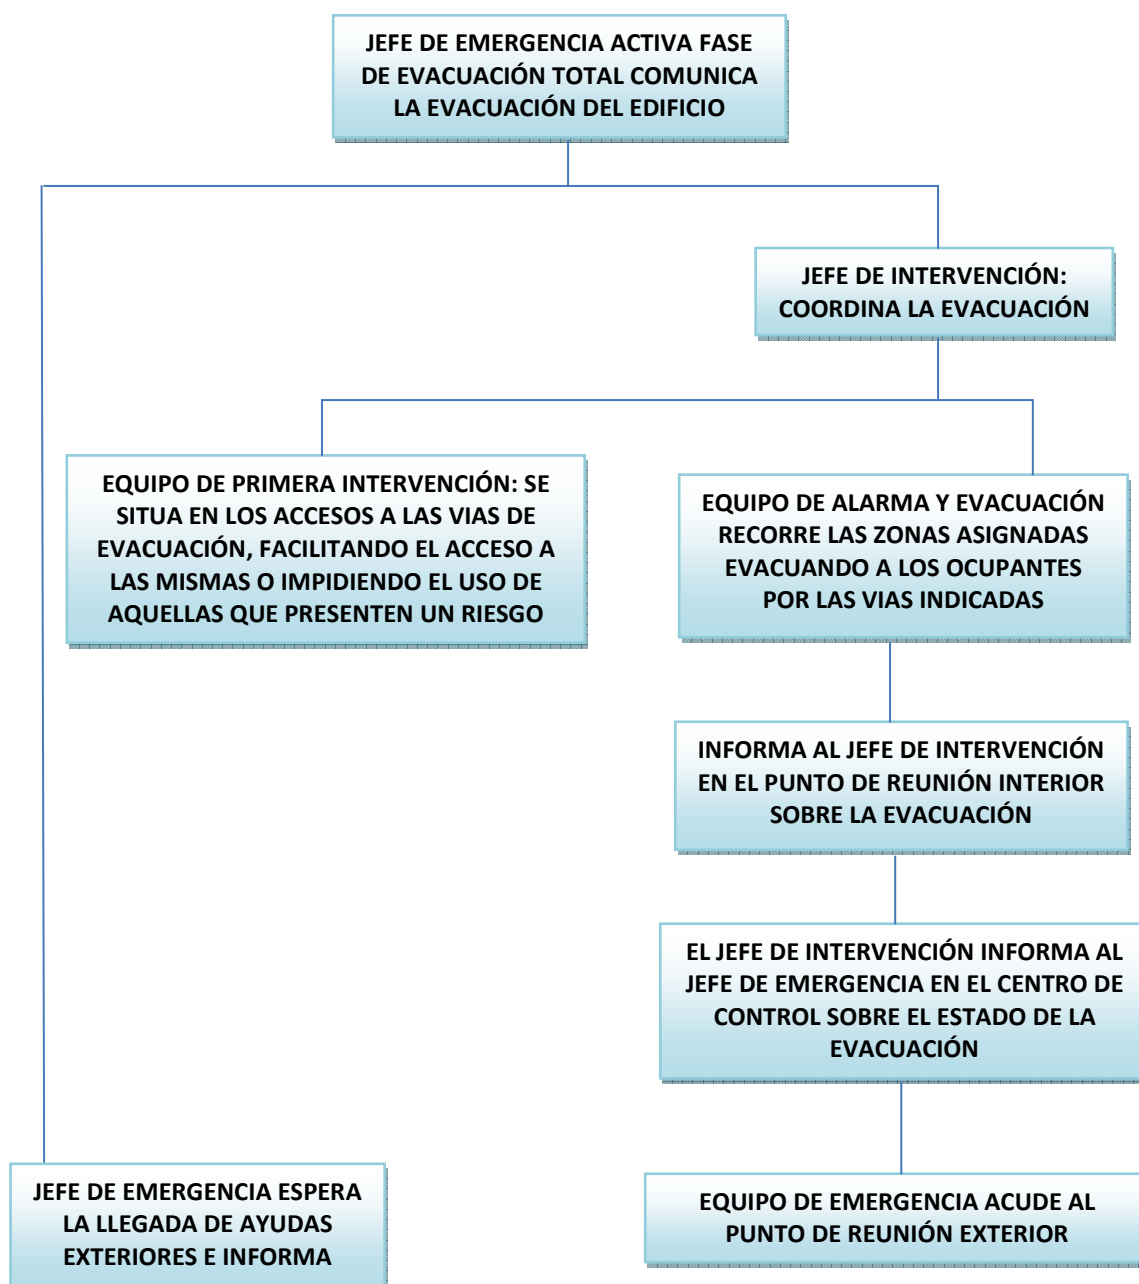 JEFE DE EMERGENCIA ACTIVA FASE
DE EVACUACIÓN TOTAL COMUNICA
LA EVACUACIÓN DEL EDIFICIO
JEFE DE INTERVENCIÓN:
COORDINA LA EVACUACIÓN
EQUIPO DE PRIMERA INTERVENCIÓN: SE
SITUA EN LOS ACCESOS A LAS VIAS DE
EVACUACIÓN, FACILITANDO EL ACCESO A
LAS MISMAS O IMPIDIENDO EL USO DE
AQUELLAS QUE PRESENTEN UN RIESGO
EQUIPO DE ALARMA Y EVACUACIÓN
RECORRE LAS ZONAS ASIGNADAS
EVACUANDO A LOS OCUPANTES
POR LAS VIAS INDICADAS
INFORMA AL JEFE DE INTERVENCIÓN
EN EL PUNTO DE REUNIÓN INTERIOR
SOBRE LA EVACUACIÓN
EL JEFE DE INTERVENCIÓN INFORMA AL
JEFE DE EMERGENCIA EN EL CENTRO DE
CONTROL SOBRE EL ESTADO DE LA
EVACUACIÓN
JEFE DE EMERGENCIA ESPERA
LA LLEGADA DE AYUDAS
EXTERIORES E INFORMA
EQUIPO DE EMERGENCIA ACUDE AL
PUNTO DE REUNIÓN EXTERIOR